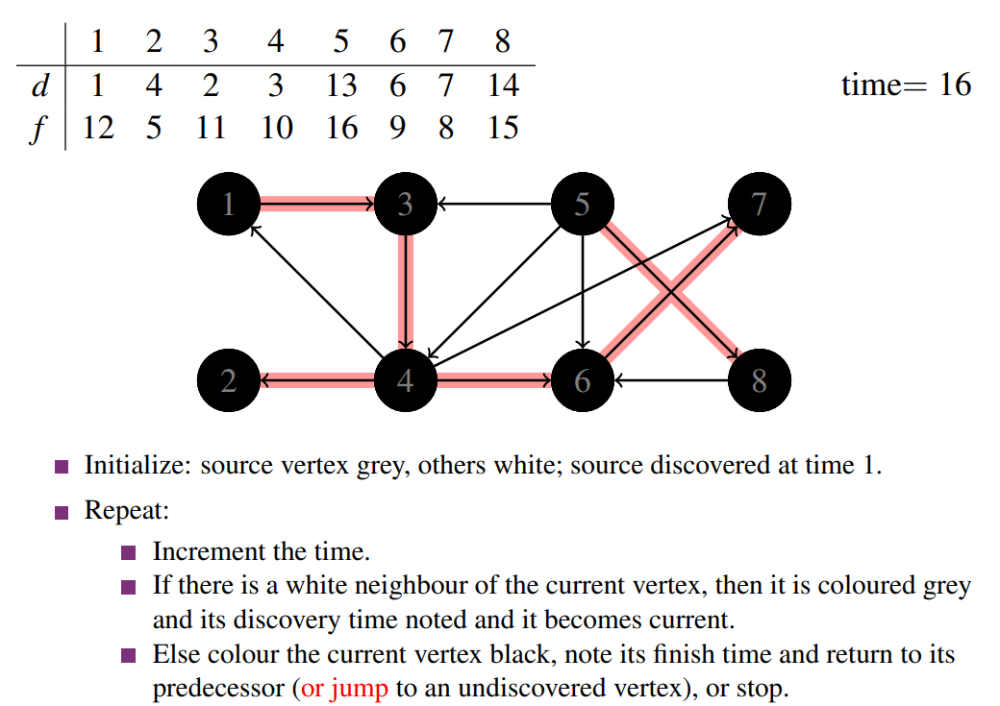 1 2 3 4 5 6 7 8
d 1 4 2 3 13 6 7 14
time= 16
f 12 5 11 10 16 9 8 15
1 3 5 7
2 4 6 8
Initialize: source vertex grey, others white; source discovered at time 1.
Repeat:
Increment the time.
If there is a white neighbour of the current vertex, then it is coloured grey
and its discovery time noted and it becomes current.
Else colour the current vertex black, note its finish time and return to its
predecessor (or jump to an undiscovered vertex), or stop.